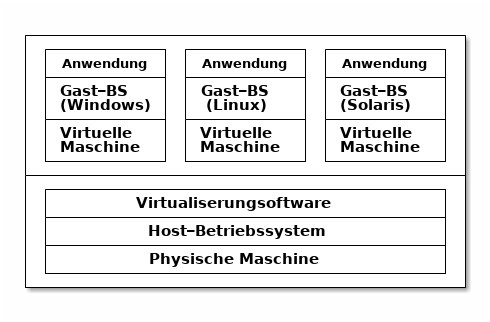 Anwendung
Gast–BS
(Windows)
Virtuelle
Maschine
Anwendung
Gast–BS
(Linux)
Virtuelle
Maschine
Anwendung
Gast–BS
(Solaris)
Virtuelle
Maschine
Virtualiserungsoftware
Host–Betriebssystem
Physische Maschine